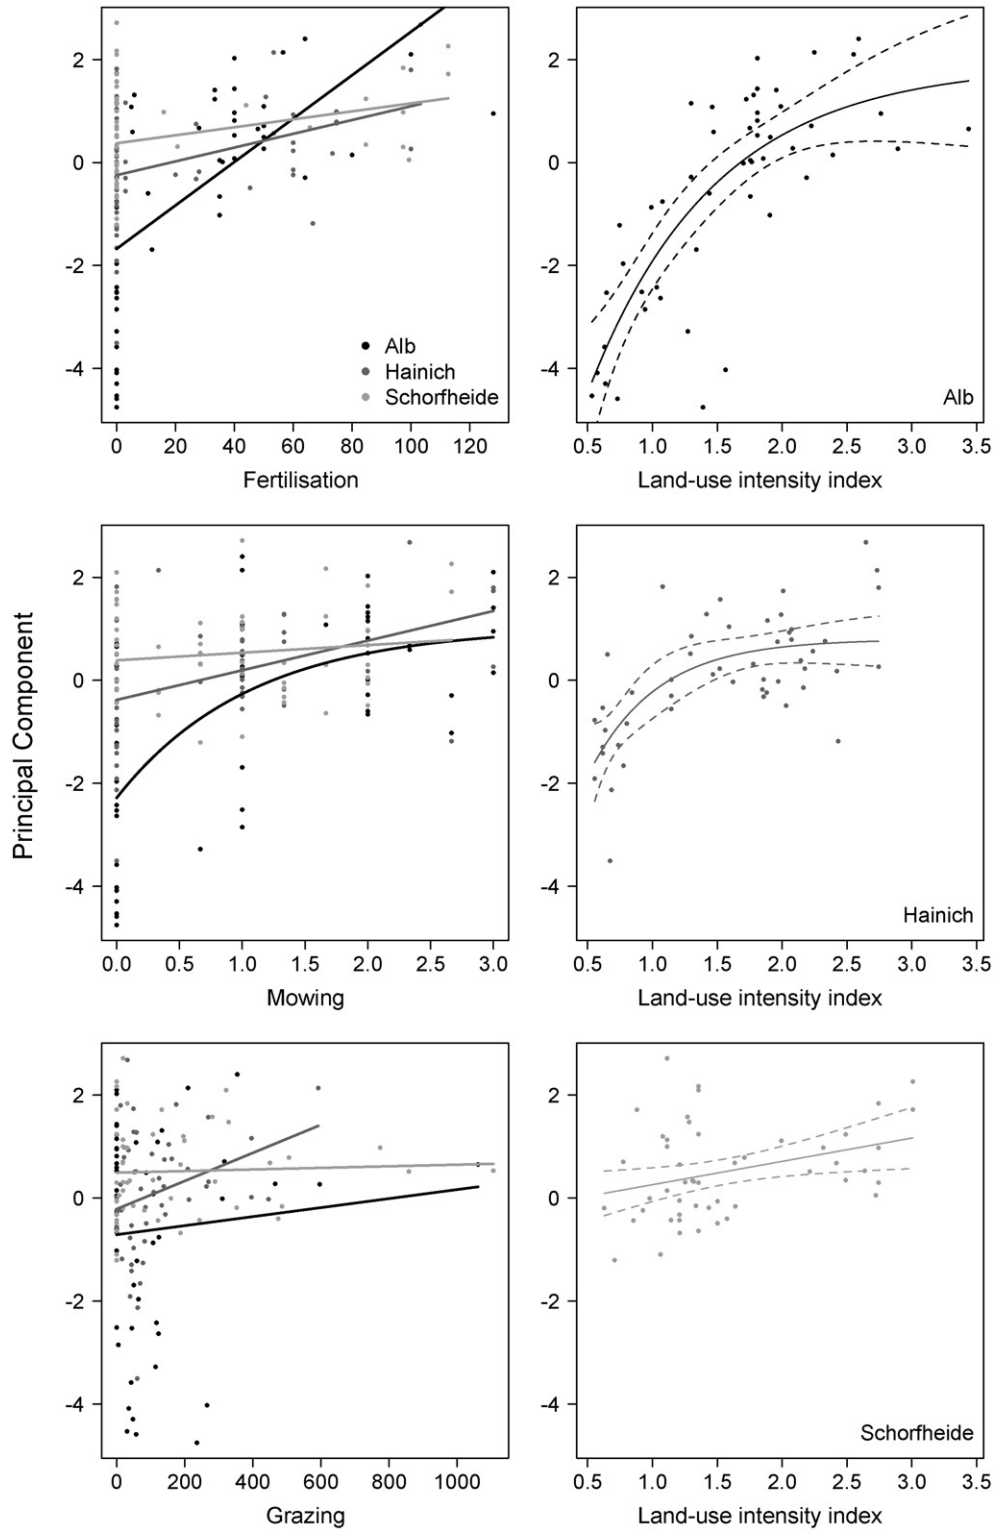 2
0
-2
-4
Alb
Hainich
Schorfheide
0 20 40 60 80 100 120
Fertilisation
2
0
-2
-4
Alb
0.5 1.0 1.5 2.0 2.5 3.0 3.5
Land-use intensity index
Principal Component
2
0
-2
-4
0.0 0.5 1.0 1.5 2.0 2.5 3.0
Mowing
2
0
-2
-4
Hainich
0.5 1.0 1.5 2.0 2.5 3.0 3.5
Land-use intensity index
2
0
-2
-4
0 200 400 600 800 1000
Grazing
2
0
-2
-4
Schorfheide
0.5 1.0 1.5 2.0 2.5 3.0 3.5
Land-use intensity index